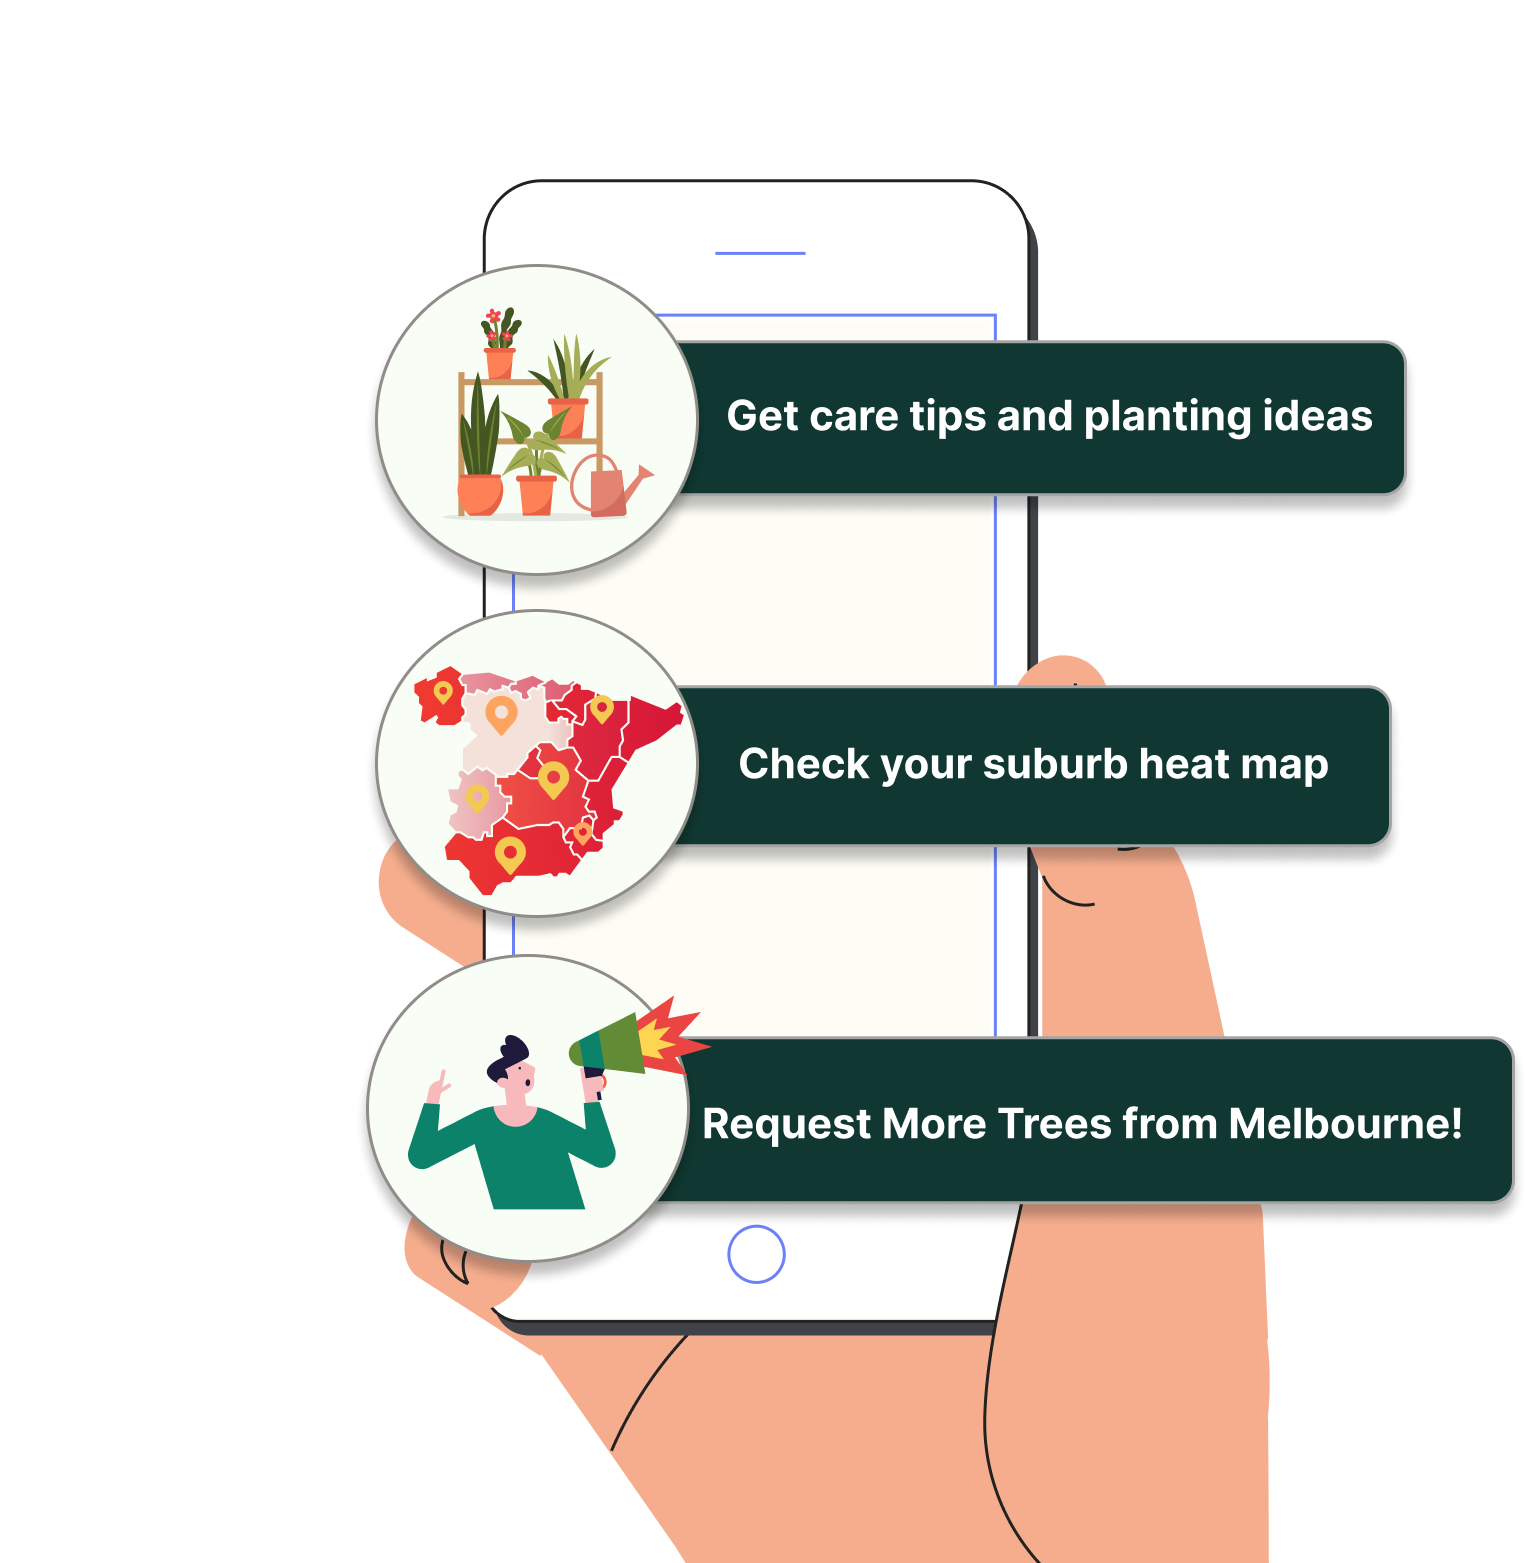 Get care tips and planting ideas
Check your suburb heat map
Request More Trees from Melbourne!